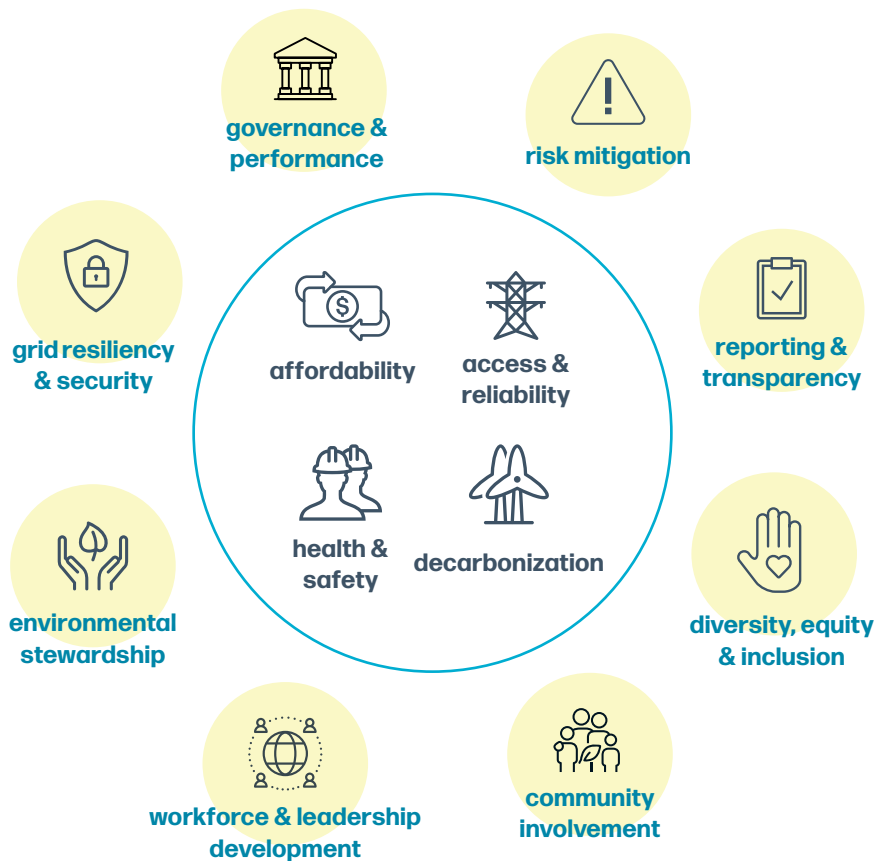 governance &
performance
risk mitigation
grid resiliency
& security
reporting &
transparency
$
affordability
access &
reliability
health &
safety
decarbonization
environmental
stewardship
diversity, equity
& inclusion
workforce & leadership
development
community
involvement